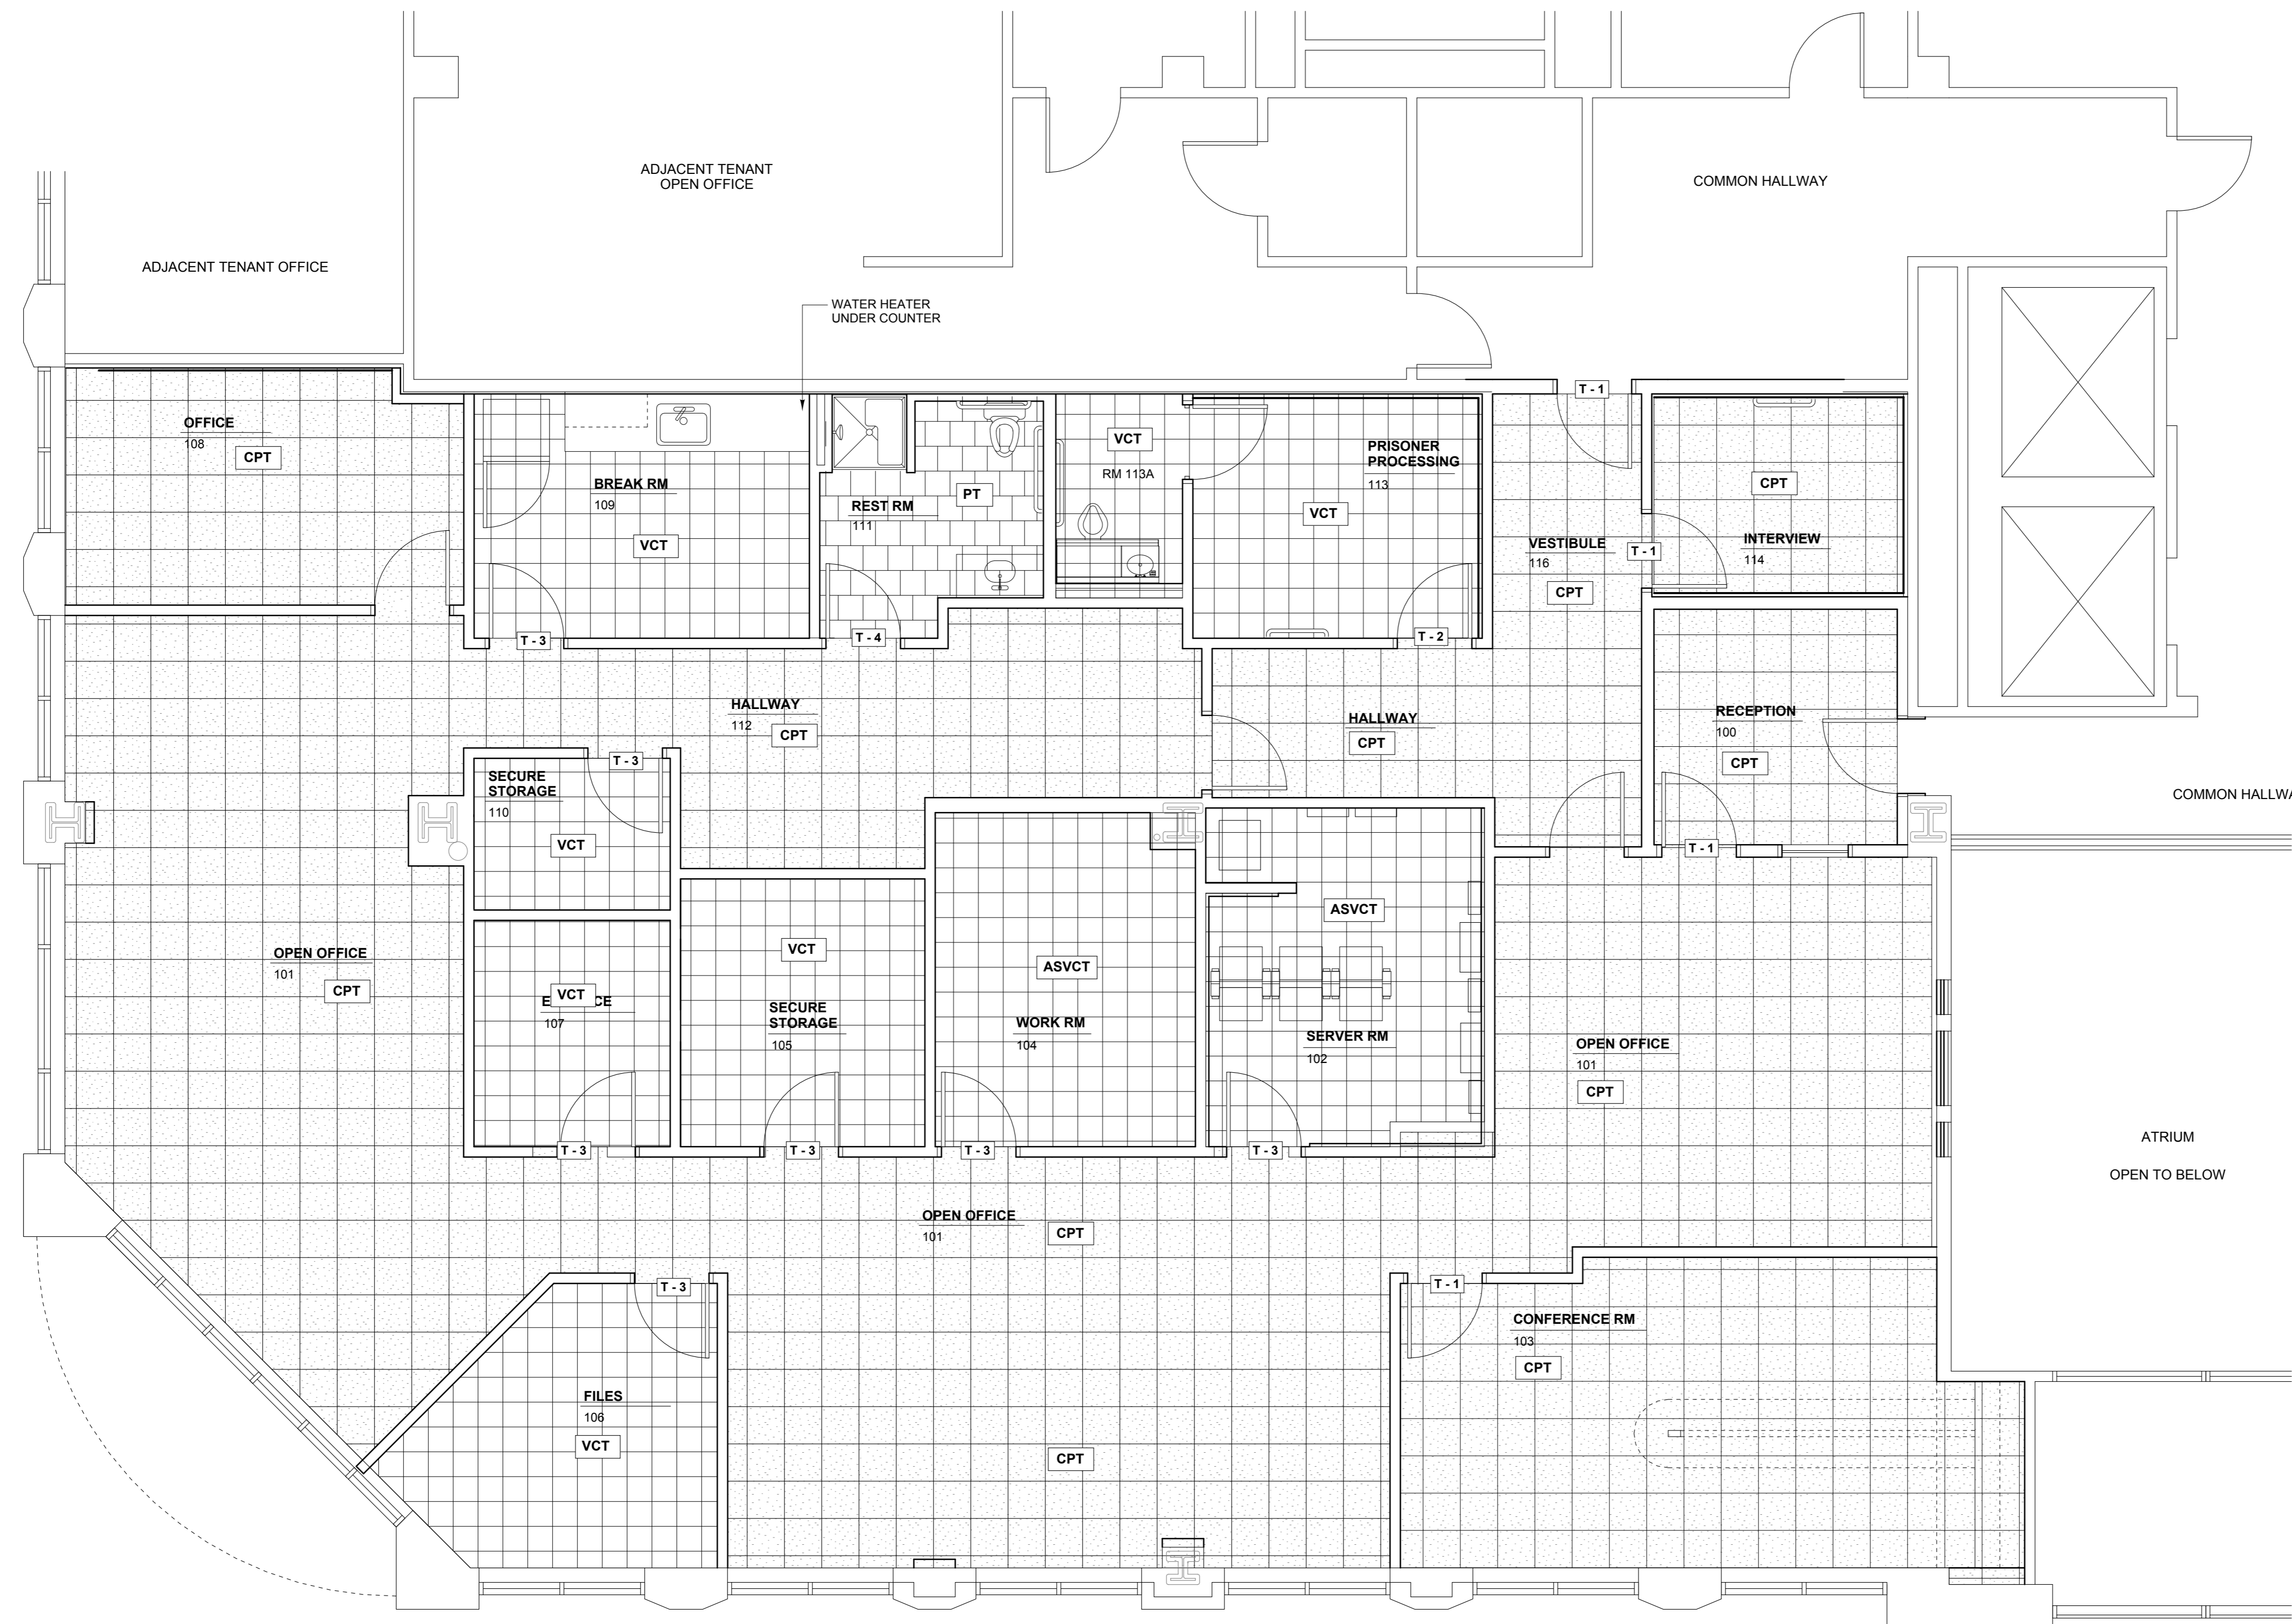 ADJACENT TENANT
OPEN OFFICE
COMMON HALLWAY
ADJACENT TENANT OFFICE
WATER HEATER
UNDER COUNTER
T - 1
OFFICE
108
CPT
BREAK RM
109
VCT
REST RM
111
PT
VCT
RM 113A
PRISONER
PROCESSING
113
VCT
VESTIBULE
116
CPT
CPT
INTERVIEW
114
T - 1
T - 3
T - 4
T - 2
HALLWAY
112
CPT
HALLWAY
CPT
RECEPTION
100
CPT
COMMON HALLWA
T - 3
SECURE
STORAGE
110
VCT
T - 1
OPEN OFFICE
101
CPT
VCT
107
VCT
SECURE
STORAGE
105
ASVCT
WORK RM
104
ASVCT
SERVER RM
102
OPEN OFFICE
101
CPT
T - 3
T - 3
T - 3
T - 3
ATRIUM
OPEN TO BELOW
OPEN OFFICE
101
CPT
T - 3
T - 1
CONFERENCE RM
103
CPT
FILES
106
VCT
CPT